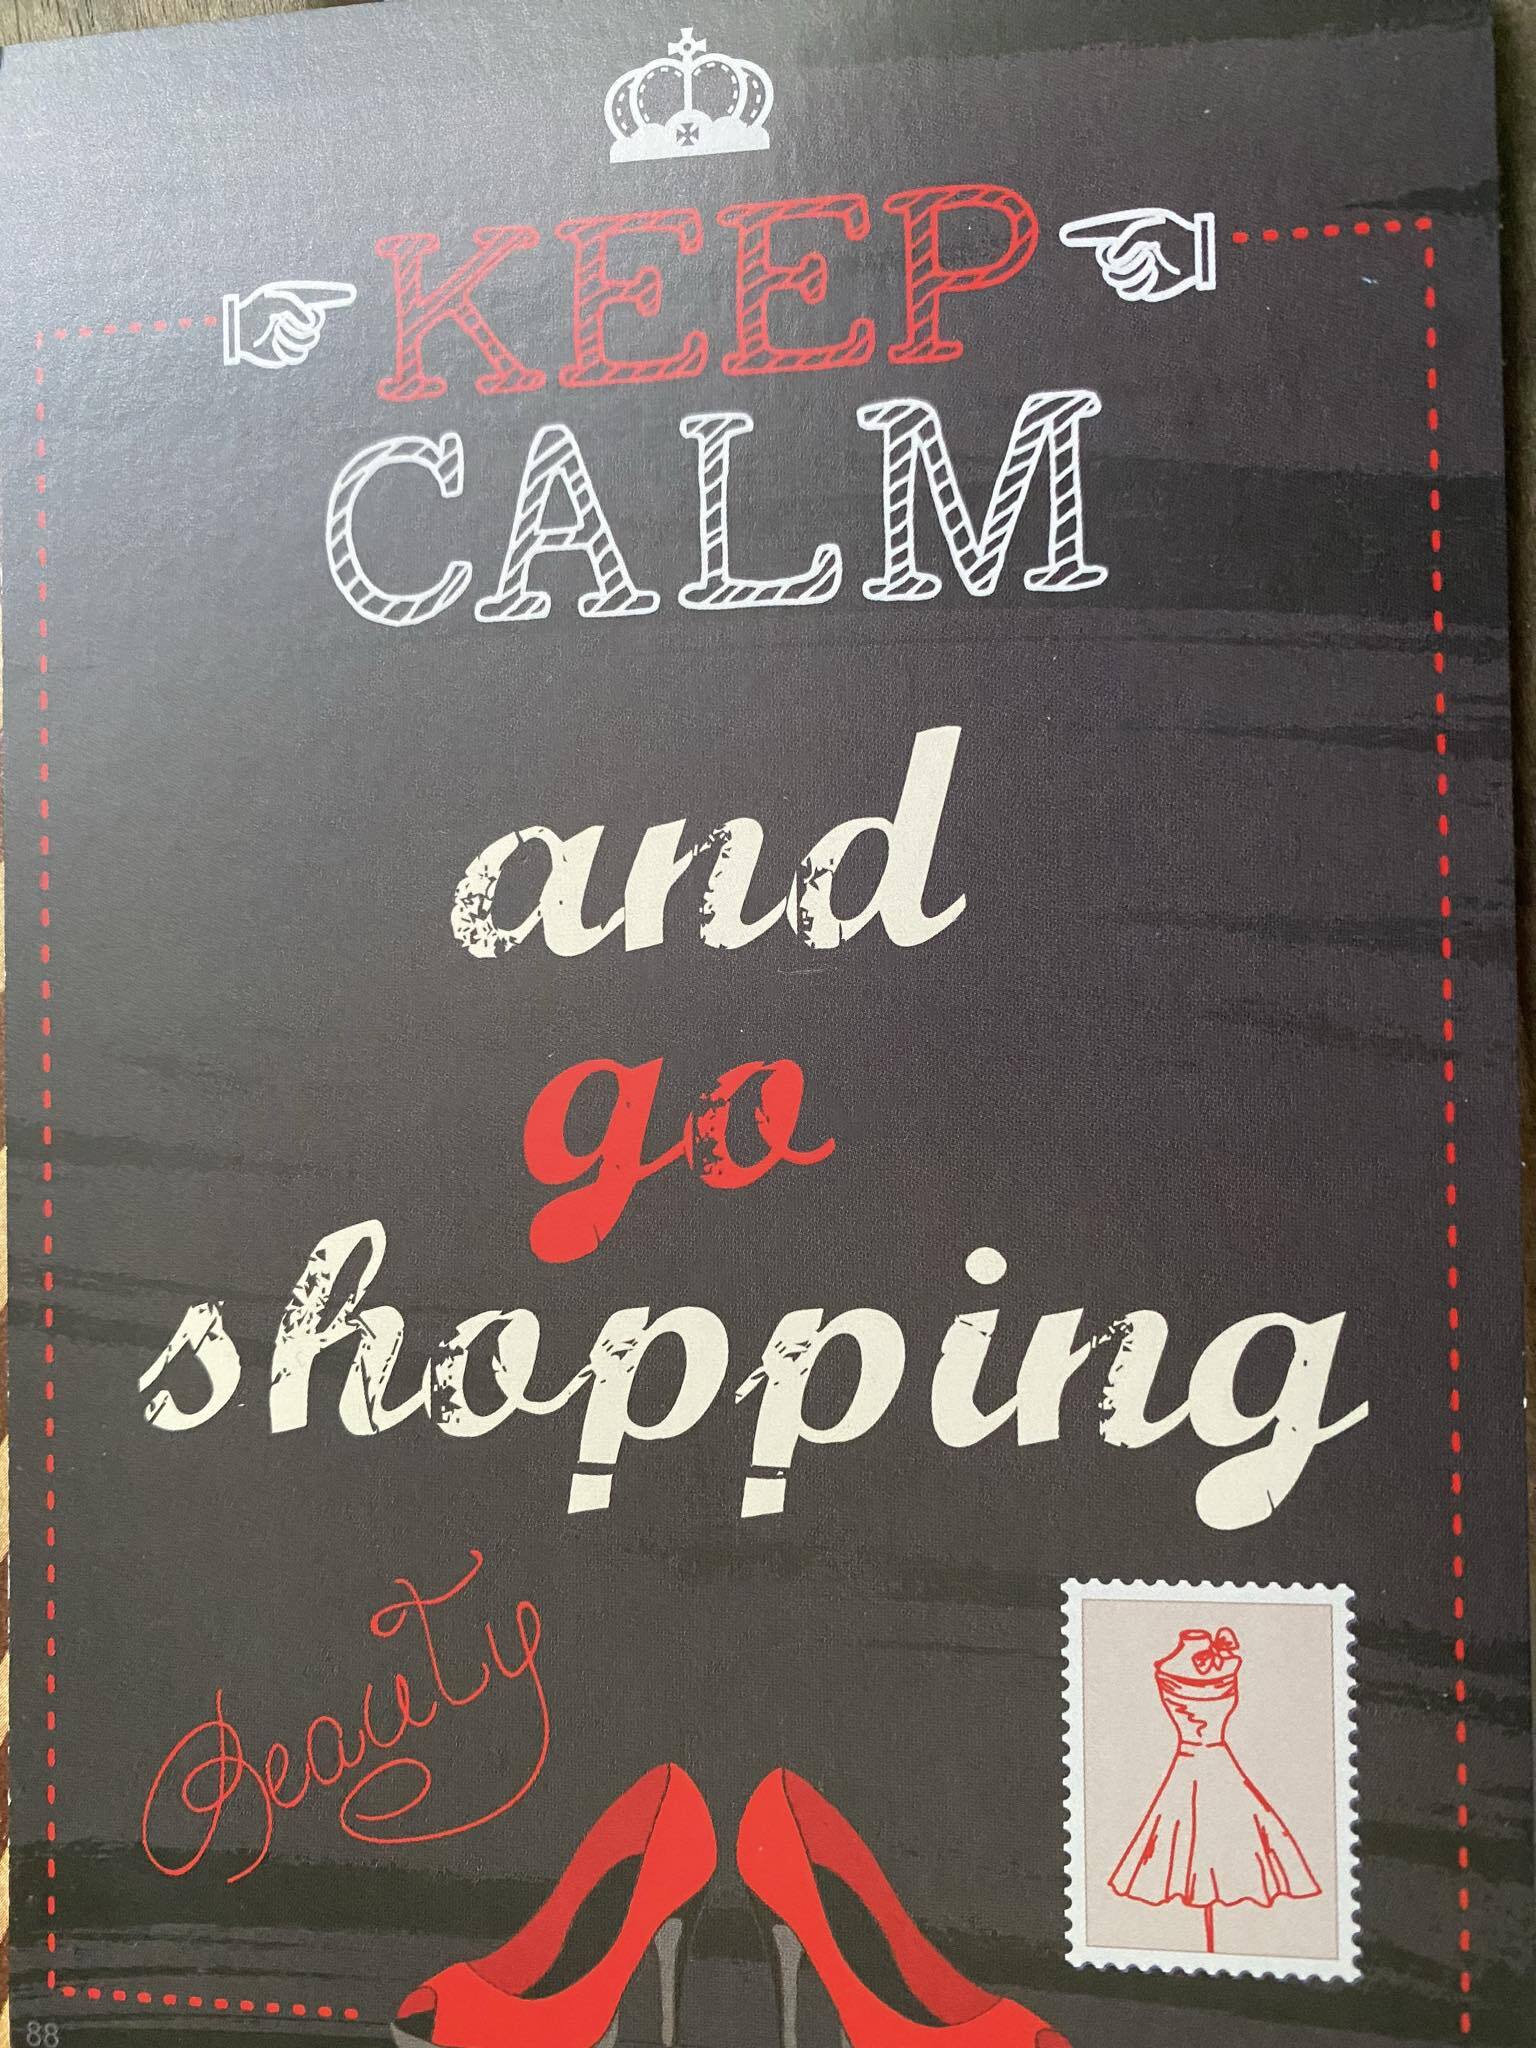 KEEP
CALM
and
go
shopping
Beauty
88